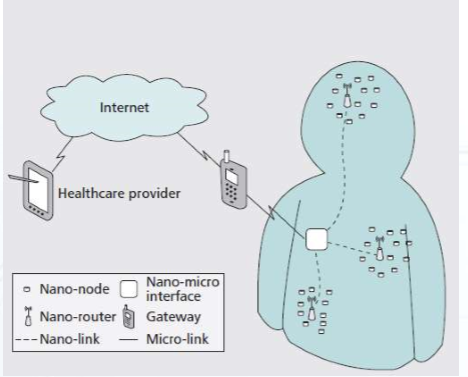 Internet
Healthcare provider
Nano-node
Nano-micro
interface
Nano-router
Gateway
Nano-link
Micro-link